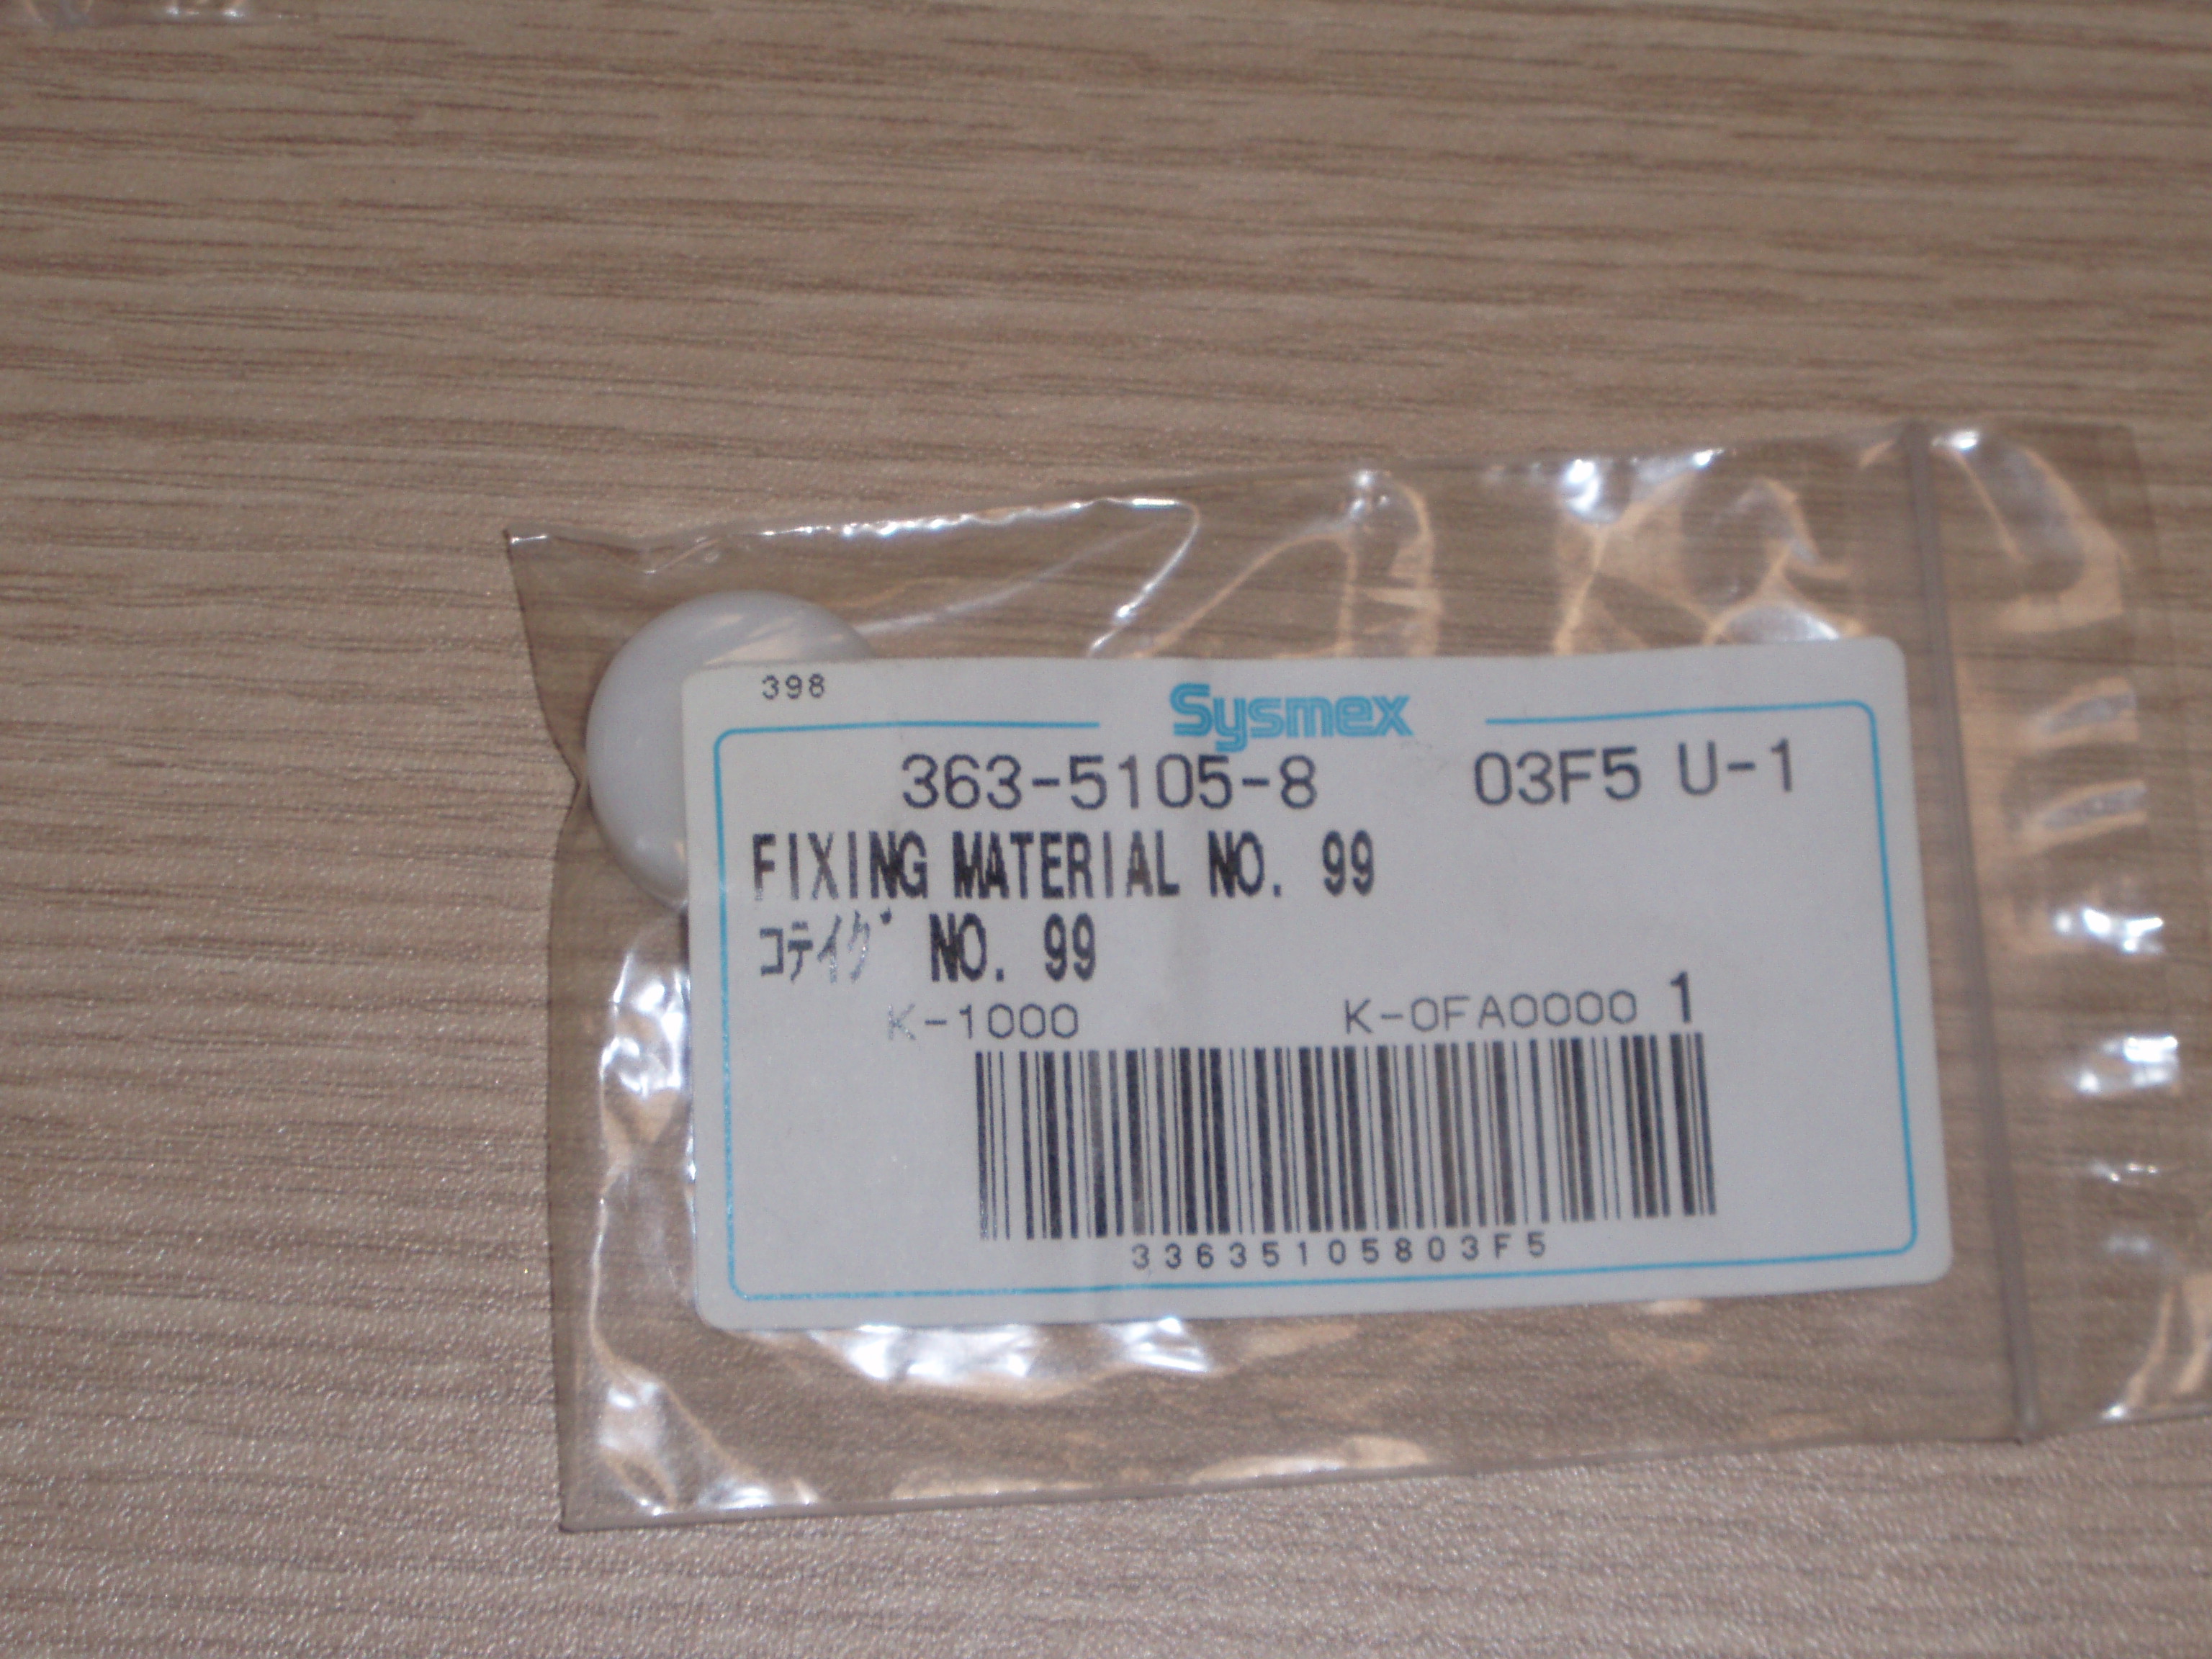 398
Sysmex
363-5105-8 03F5 U-1
FIXING MATERIAL NO. 99
コテイグ NO. 99
K-1000 K-0FA0000 1
33635105803F5